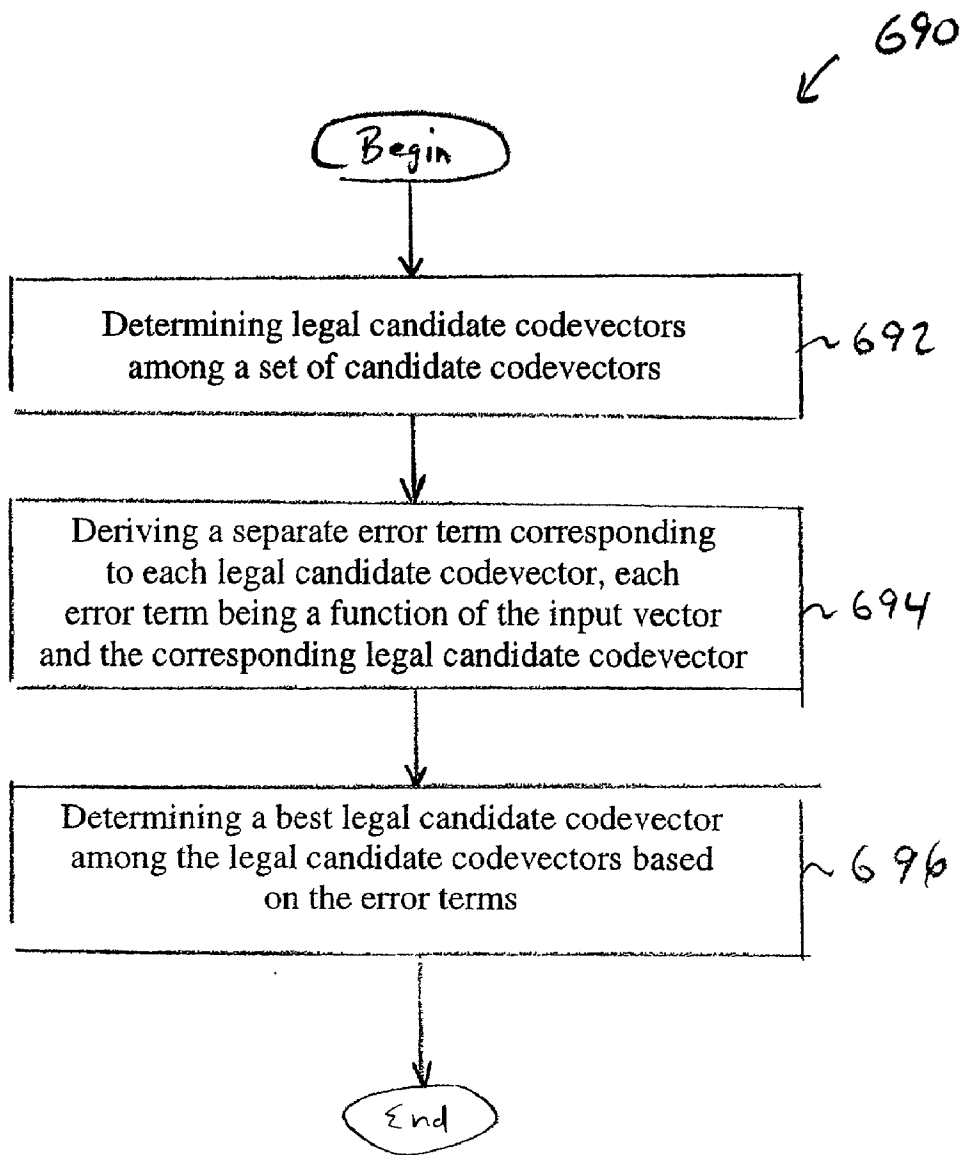 690
Begin
Determining legal candidate codevectors
among a set of candidate codevectors
692
Deriving a separate error term corresponding
to each legal candidate codevector, each
error term being a function of the input vector
and the corresponding legal candidate codevector
694
Determining a best legal candidate codevector
among the legal candidate codevectors based
on the error terms
696
End